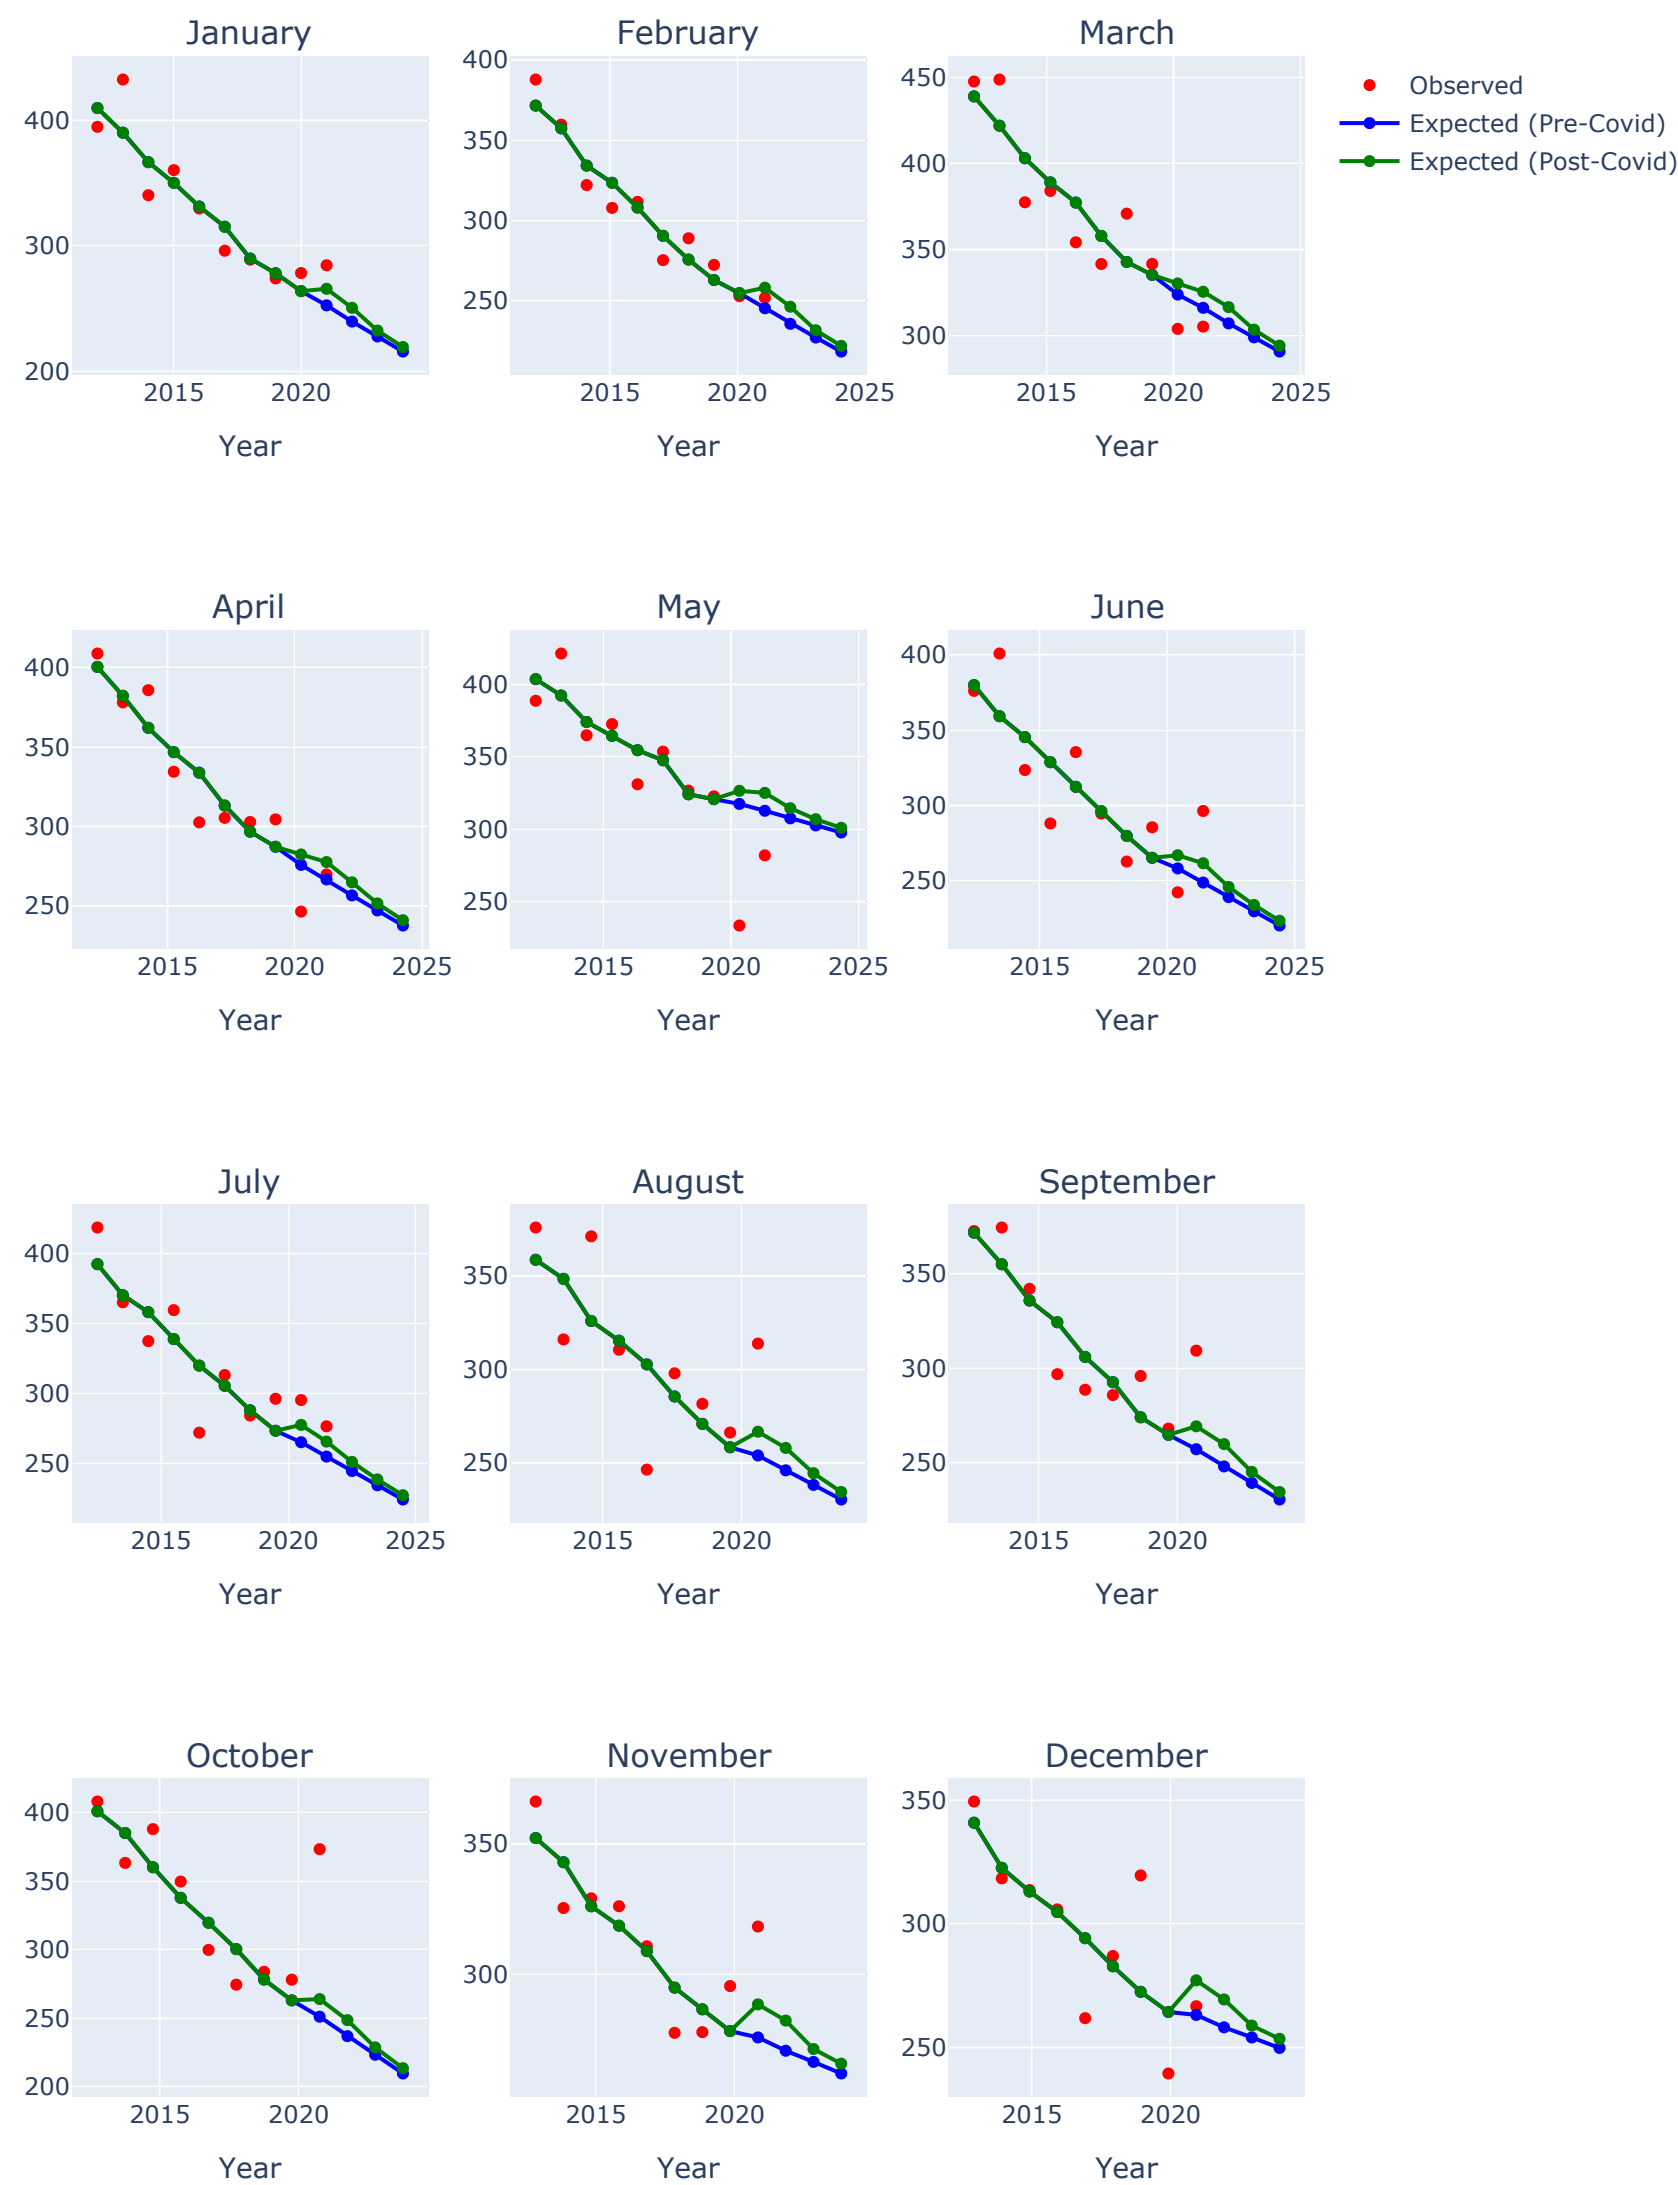 January
February
March
400
300
200
2015
2020
Year
400
350
300
250
2015
2020
2025
Year
450
400
350
300
2015
2020
2025
Year
Observed
Expected (Pre-Covid)
Expected (Post-Covid)
April
May
June
400
350
300
250
2015
2020
2025
Year
400
350
300
250
2015
2020
2025
Year
400
350
300
250
2015
2020
2025
Year
July
August
September
400
350
300
250
2015
2020
2025
Year
350
300
250
2015
2020
Year
350
300
250
2015
2020
Year
October
November
December
400
350
300
250
200
2015
2020
Year
350
300
2015
2020
Year
350
300
250
2015
2020
Year